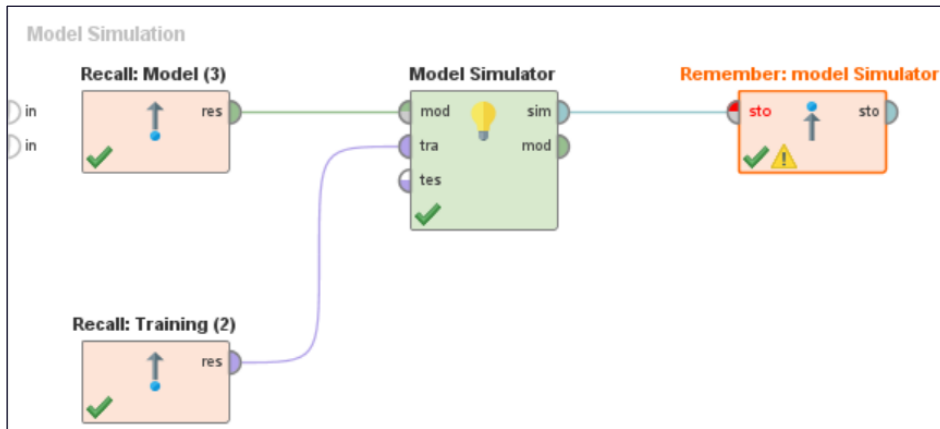 Model Simulation
Recall: Model (3)
Model Simulator
Remember: model Simulator
in
res
mod
sim
sto
sto
in
tra
mod
tes
Recall: Training (2)
res